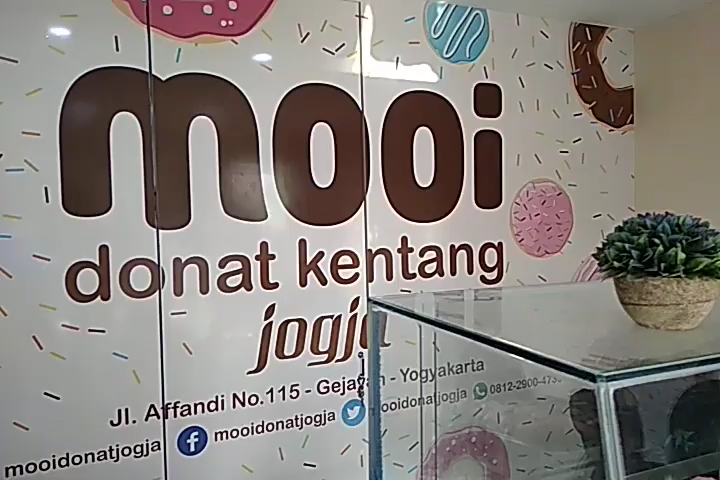 mooi
donat kentang
jogja
Jl. Affandi No.115 - Gejayan - Yogyakarta
mooidonatjogja mooidonatjogja mooidonatjogja